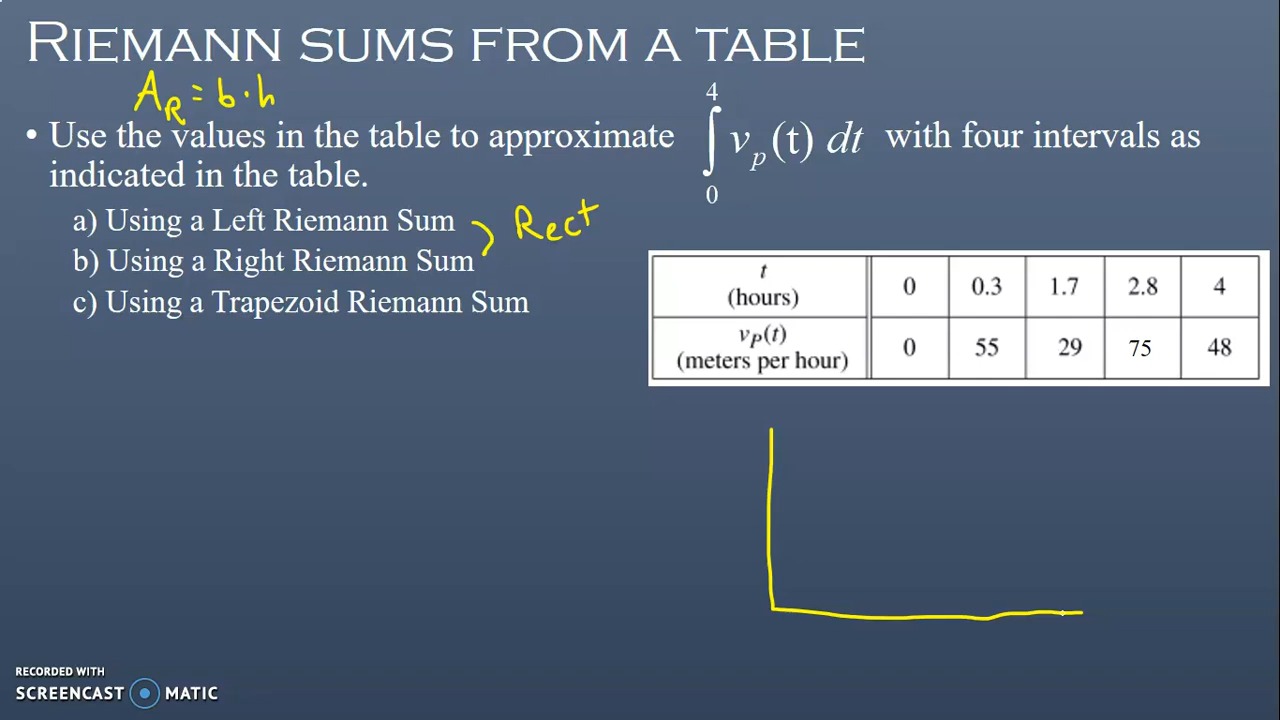 RIEMANN SUMS FROM A TABLE
A_R = b · h
• Use the values in the table to approximate ∫₀⁴ v_p(t) dt with four intervals as
indicated in the table.
a) Using a Left Riemann Sum
b) Using a Right Riemann Sum
Rect
c) Using a Trapezoid Riemann Sum
t (hours) 0 0.3 1.7 2.8 4
v_P(t) (meters per hour) 0 55 29 75 48
RECORDED WITH
SCREENCAST MATIC